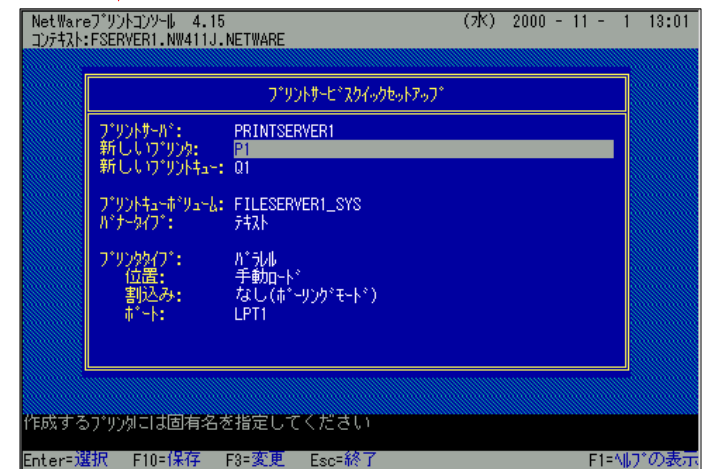 NetWareプリントコンソール 4.15 (水) 2000 - 11 - 1 13:01
コンテキスト:FSERVER1.NW411J.NETWARE
プリントサービスクイックセットアップ
プリントサーバ: PRINTSERVER1
新しいプリンタ: P1
新しいプリントキュー: Q1
プリントキューボリューム: FILESERVER1_SYS
バナータイプ: テキスト
プリンタタイプ: パラレル
位置: 手動ロード
割込み: なし(ポーリングモード)
ポート: LPT1
作成するプリンタには固有名を指定してください
Enter=選択 F10=保存 F3=変更 Esc=終了 F1=ヘルプの表示